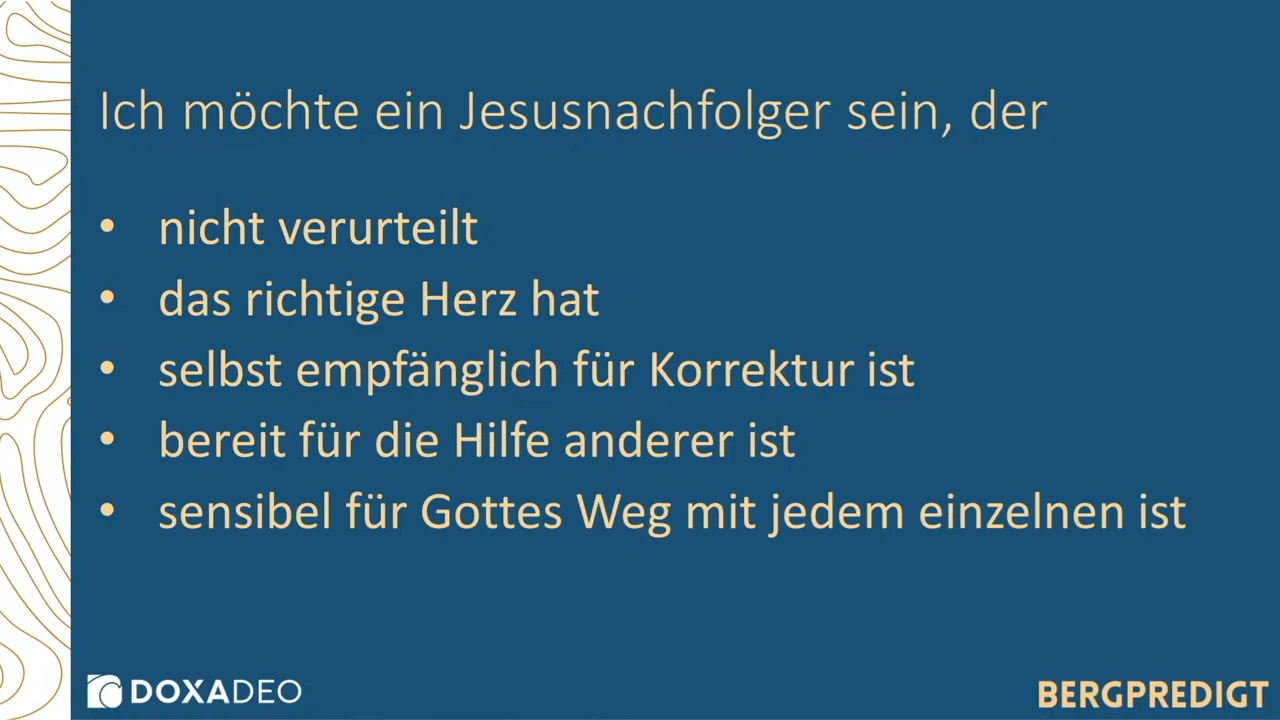 Ich möchte ein Jesusnachfolger sein, der
• nicht verurteilt
• das richtige Herz hat
• selbst empfänglich für Korrektur ist
• bereit für die Hilfe anderer ist
• sensibel für Gottes Weg mit jedem einzelnen ist
DOXADEO
BERGPREDIGT